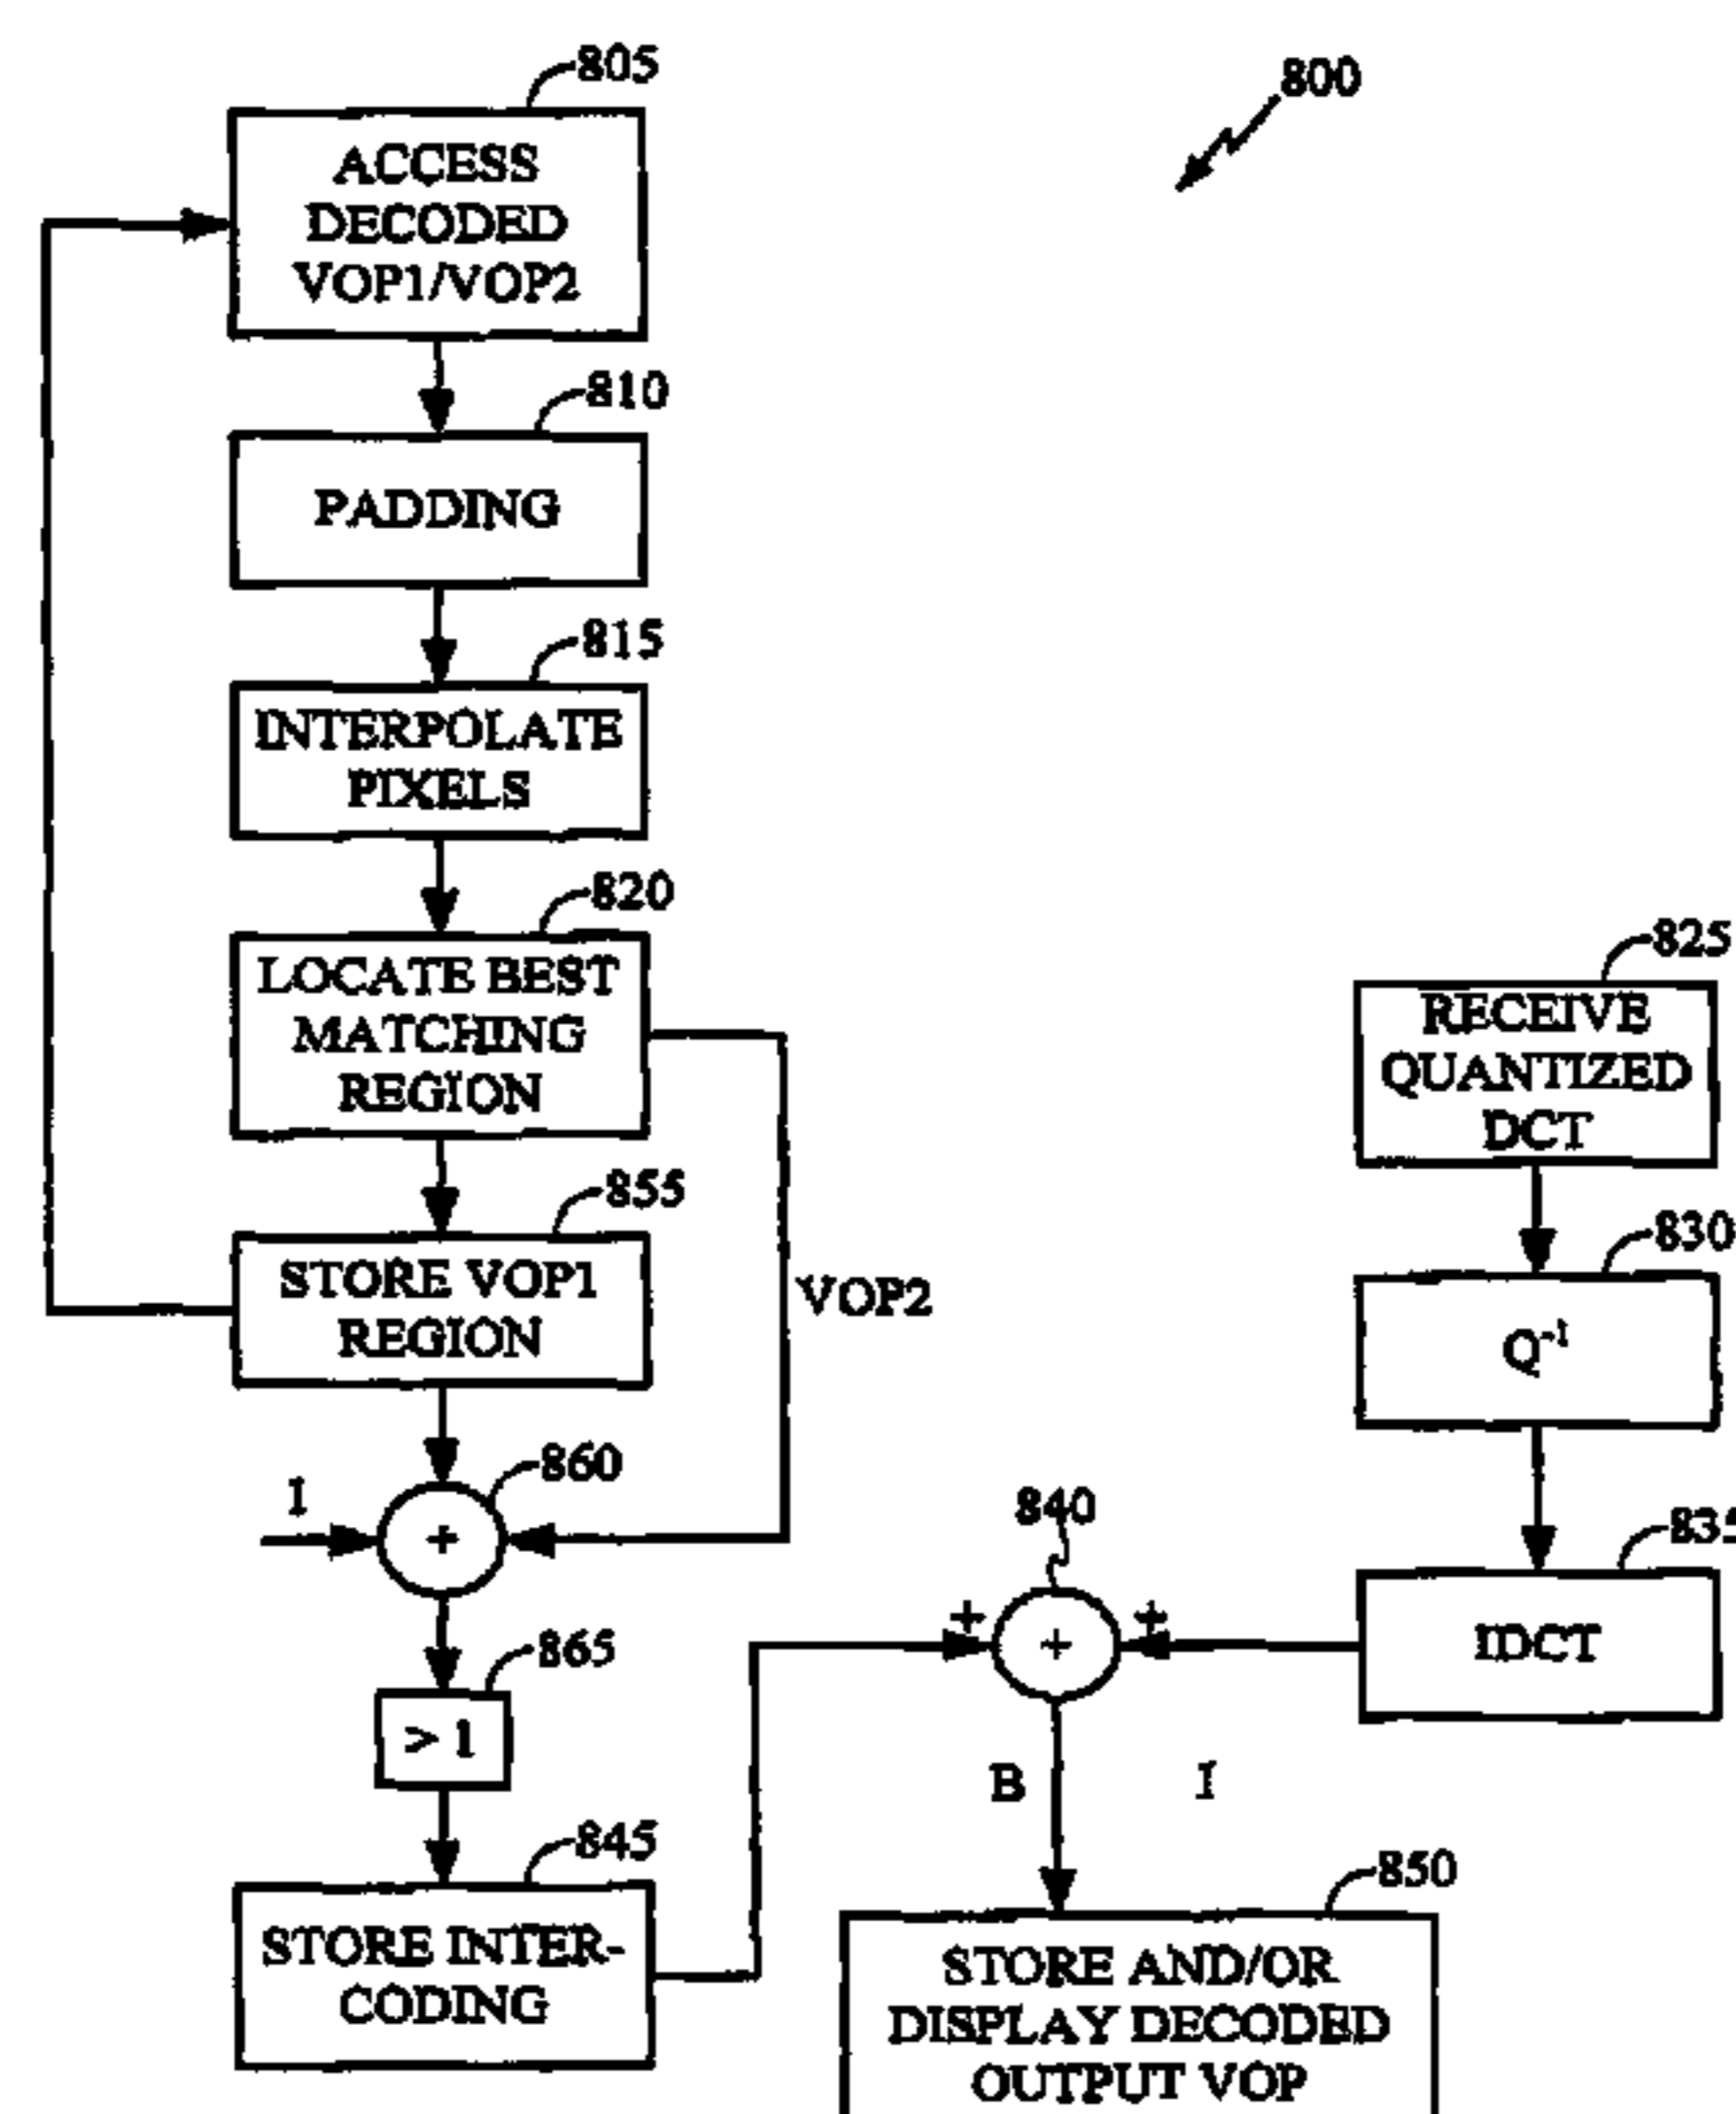 805
800
ACCESS
DECODED
VOP1/VOP2
810
PADDING
815
INTERPOLATE
PIXELS
820
LOCATE BEST
MATCHING
REGION
825
RECEIVE
QUANTIZED
DCT
855
STORE VOP1
REGION
VOP2
830
Q⁻¹
I
860
+
840
835
+
+
+
IDCT
865
> 1
B
I
845
STORE INTER-
CODING
850
STORE AND/OR
DISPLAY DECODED
OUTPUT VOP